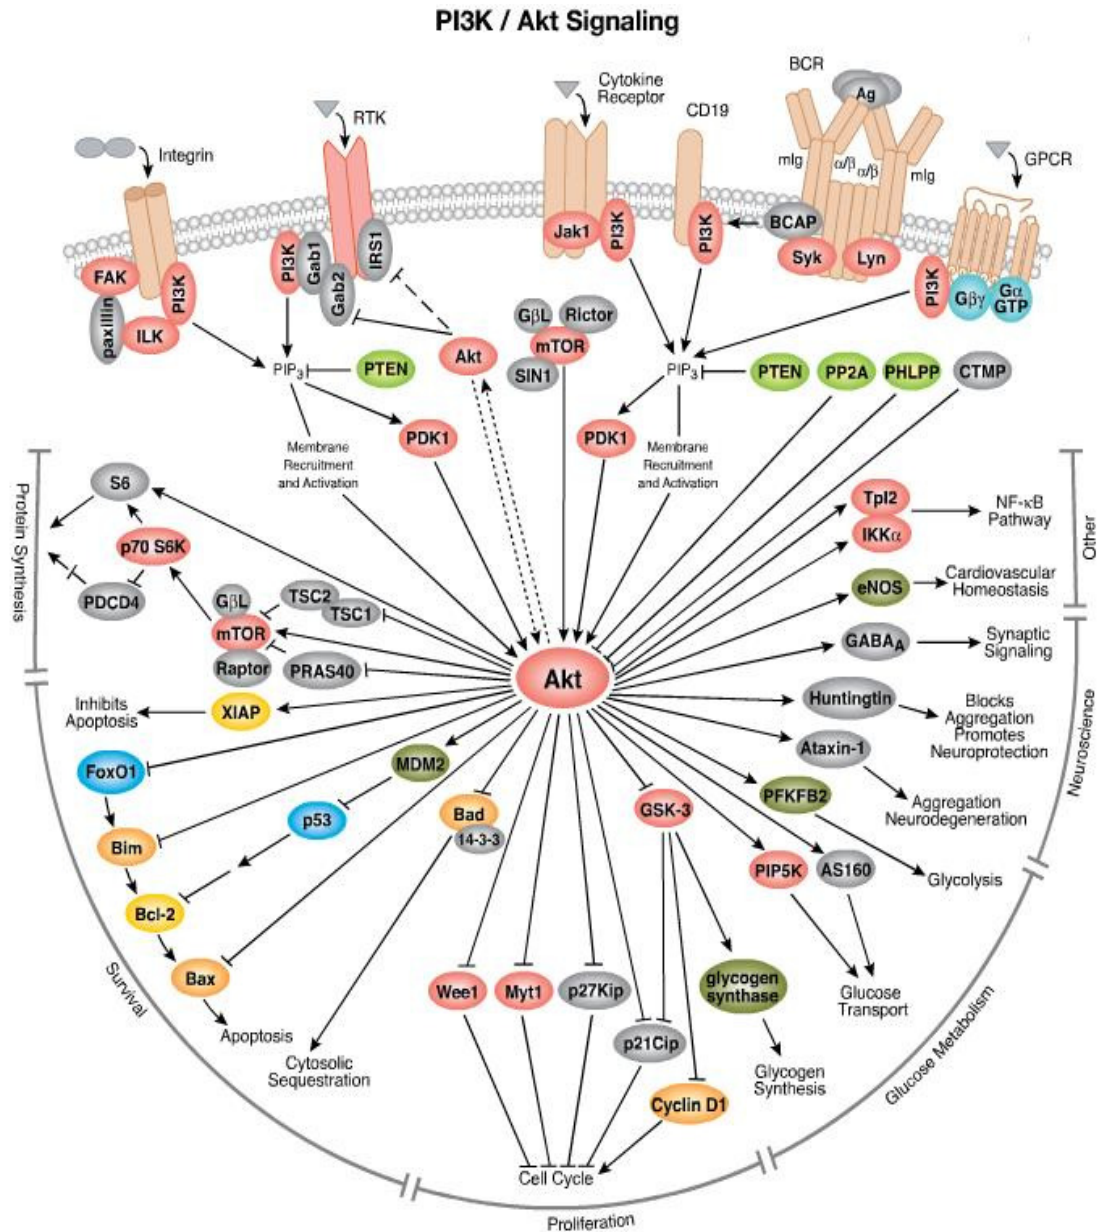 PI3K / Akt Signaling
BCR
Ag
Cytokine
Receptor
CD19
RTK
Integrin
mIg
α/β
α/β
mIg
GPCR
Jak1
PI3K
PI3K
BCAP
Syk
Lyn
FAK
PI3K
paxillin
ILK
PI3K
Gab1
Gab2
IRS1
PI3K
Gβγ
Gα
GTP
GβL
Rictor
mTOR
SIN1
Akt
PIP3
PTEN
PIP3
PTEN
PP2A
PHLPP
CTMP
PDK1
PDK1
Membrane
Recruitment
and Activation
Membrane
Recruitment
and Activation
Protein Synthesis
S6
p70 S6K
PDCD4
GβL
mTOR
Raptor
TSC2
TSC1
PRAS40
Tpl2
IKKα
NF-κB
Pathway
Other
eNOS
Cardiovascular
Homeostasis
GABAA
Synaptic
Signaling
Akt
Huntingtin
Blocks
Aggregation
Promotes
Neuroprotection
Neuroscience
Ataxin-1
Aggregation
Neurodegeneration
Inhibits
Apoptosis
XIAP
FoxO1
MDM2
p53
Bad
14-3-3
GSK-3
PFKFB2
Bim
Bcl-2
Bax
PIP5K
AS160
Glycolysis
Survival
Apoptosis
Cytosolic
Sequestration
Wee1
Myt1
p27Kip
p21Cip
glycogen
synthase
Glucose
Transport
Glycogen
Synthesis
Glucose Metabolism
Cyclin D1
Cell Cycle
Proliferation